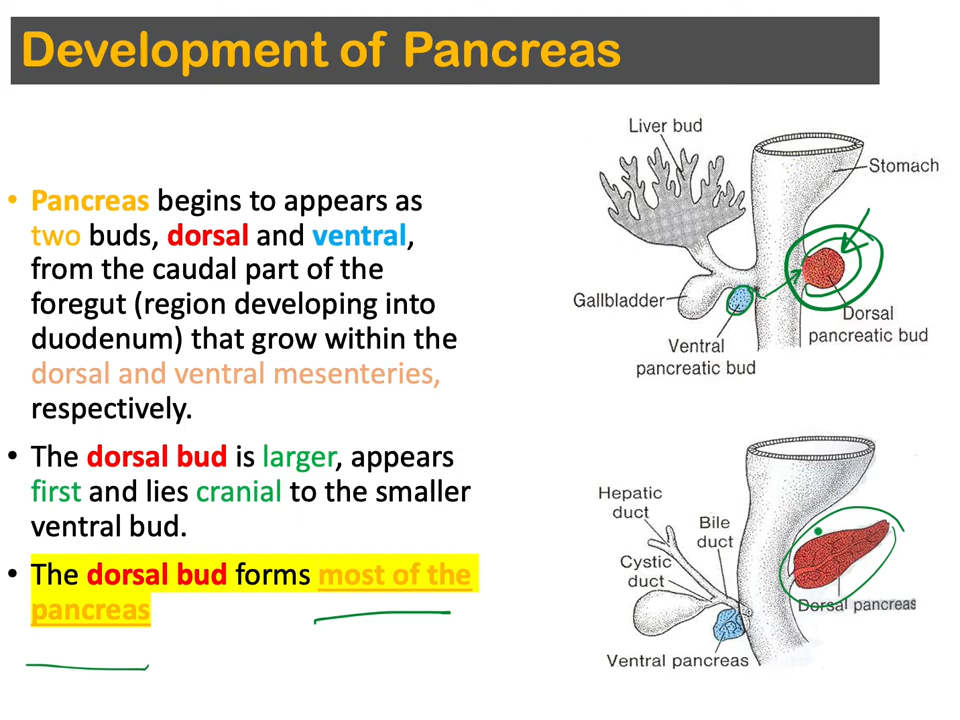 Development of Pancreas
• Pancreas begins to appears as
two buds, dorsal and ventral,
from the caudal part of the
foregut (region developing into
duodenum) that grow within the
dorsal and ventral mesenteries,
respectively.
• The dorsal bud is larger, appears
first and lies cranial to the smaller
ventral bud.
• The dorsal bud forms most of the
pancreas
Liver bud
Stomach
Gallbladder
Dorsal
pancreatic bud
Ventral
pancreatic bud
Hepatic
duct
Bile
duct
Cystic
duct
Dorsal pancreas
Ventral pancreas